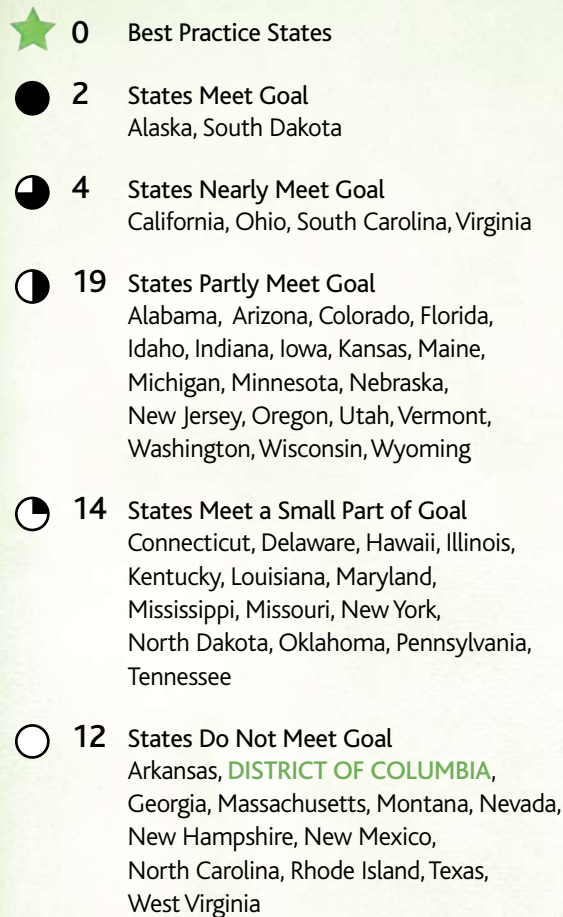 0 Best Practice States
2 States Meet Goal
Alaska, South Dakota
4 States Nearly Meet Goal
California, Ohio, South Carolina, Virginia
19 States Partly Meet Goal
Alabama, Arizona, Colorado, Florida,
Idaho, Indiana, Iowa, Kansas, Maine,
Michigan, Minnesota, Nebraska,
New Jersey, Oregon, Utah, Vermont,
Washington, Wisconsin, Wyoming
14 States Meet a Small Part of Goal
Connecticut, Delaware, Hawaii, Illinois,
Kentucky, Louisiana, Maryland,
Mississippi, Missouri, New York,
North Dakota, Oklahoma, Pennsylvania,
Tennessee
12 States Do Not Meet Goal
Arkansas, DISTRICT OF COLUMBIA,
Georgia, Massachusetts, Montana, Nevada,
New Hampshire, New Mexico,
North Carolina, Rhode Island, Texas,
West Virginia